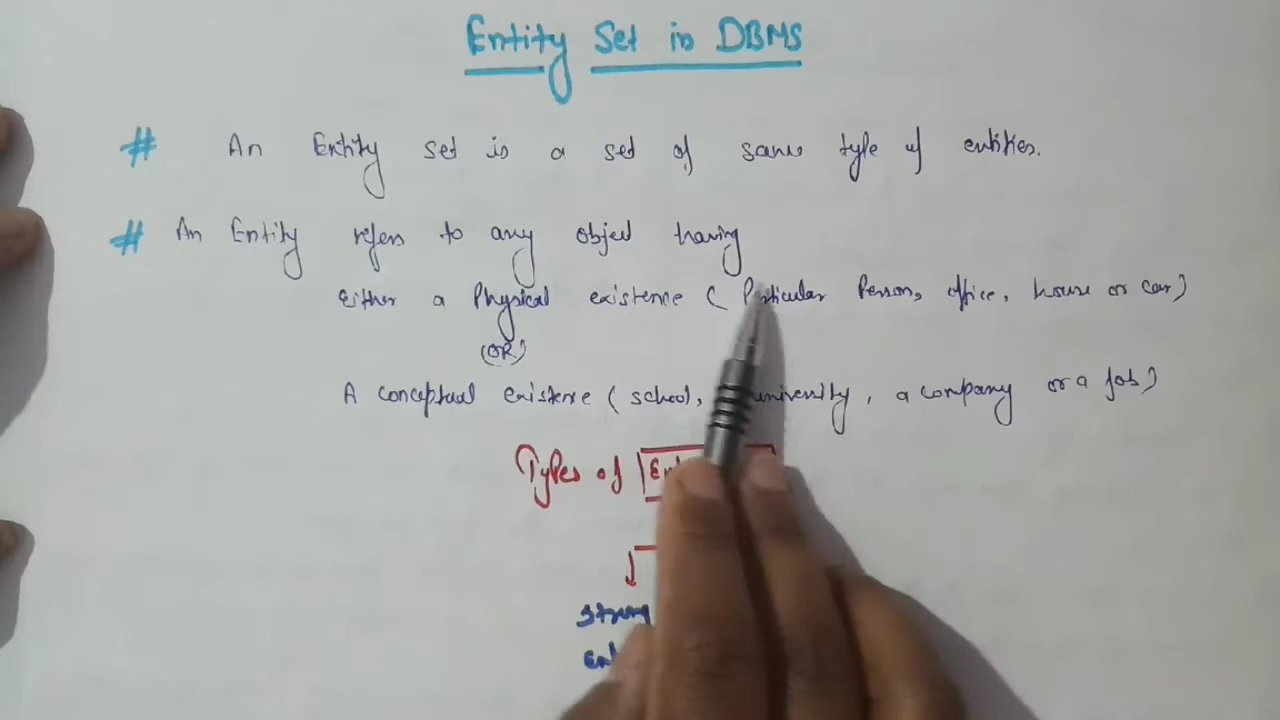 Entity Set in DBMS
# An Entity set is a set of same type of entities.
# An Entity refers to any object having
Either a Physical existence ( Particular Person, office, house or car)
(OR)
A conceptual existence ( school, university, a company or a job)
Types of
Strong